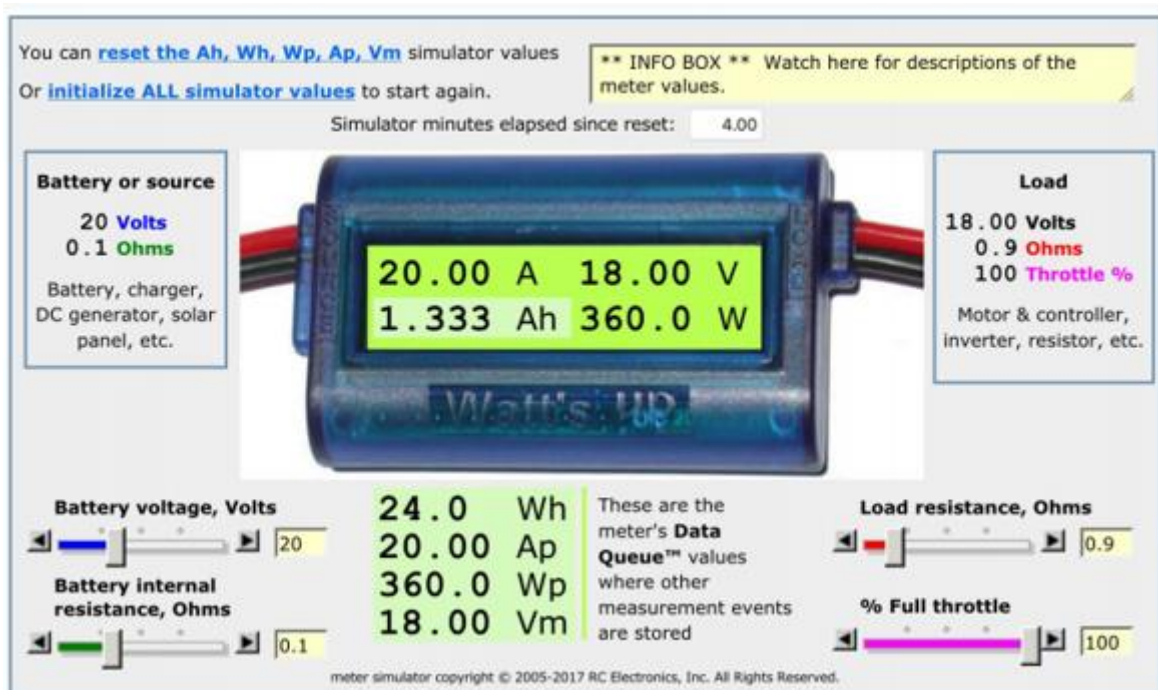 You can reset the Ah, Wh, Wp, Ap, Vm simulator values
Or initialize ALL simulator values to start again.
** INFO BOX ** Watch here for descriptions of the
meter values.
Simulator minutes elapsed since reset: 4.00
Battery or source
20 Volts
0.1 Ohms
Battery, charger,
DC generator, solar
panel, etc.
20.00 A 18.00 V
1.333 Ah 360.0 W
Watt's UP
Load
18.00 Volts
0.9 Ohms
100 Throttle %
Motor & controller,
inverter, resistor, etc.
Battery voltage, Volts
20
Battery internal
resistance, Ohms
0.1
24.0 Wh
20.00 Ap
360.0 Wp
18.00 Vm
These are the
meter's Data
Queue™ values
where other
measurement events
are stored
Load resistance, Ohms
0.9
% Full throttle
100
meter simulator copyright © 2005-2017 RC Electronics, Inc. All Rights Reserved.